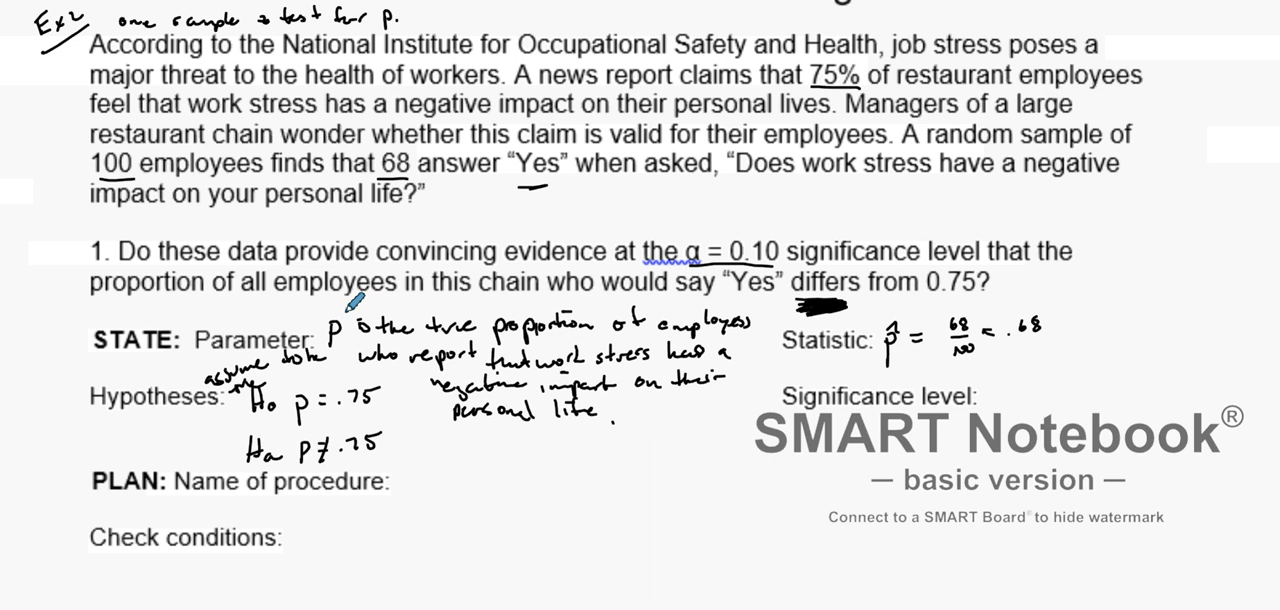 Ex2 one sample z test for p.
According to the National Institute for Occupational Safety and Health, job stress poses a
major threat to the health of workers. A news report claims that 75% of restaurant employees
feel that work stress has a negative impact on their personal lives. Managers of a large
restaurant chain wonder whether this claim is valid for their employees. A random sample of
100 employees finds that 68 answer “Yes” when asked, “Does work stress have a negative
impact on your personal life?”
1. Do these data provide convincing evidence at the α = 0.10 significance level that the
proportion of all employees in this chain who would say “Yes” differs from 0.75?
STATE: Parameter: P is the true proportion of employees
who report that work stress has a
negative impact on their
personal life.
Statistic: p̂ = 68/100 = .68
assume to be
Hypotheses: H₀ p = .75
Ha p ≠ .75
Significance level:
SMART Notebook®
— basic version —
Connect to a SMART Board® to hide watermark
PLAN: Name of procedure:
Check conditions: